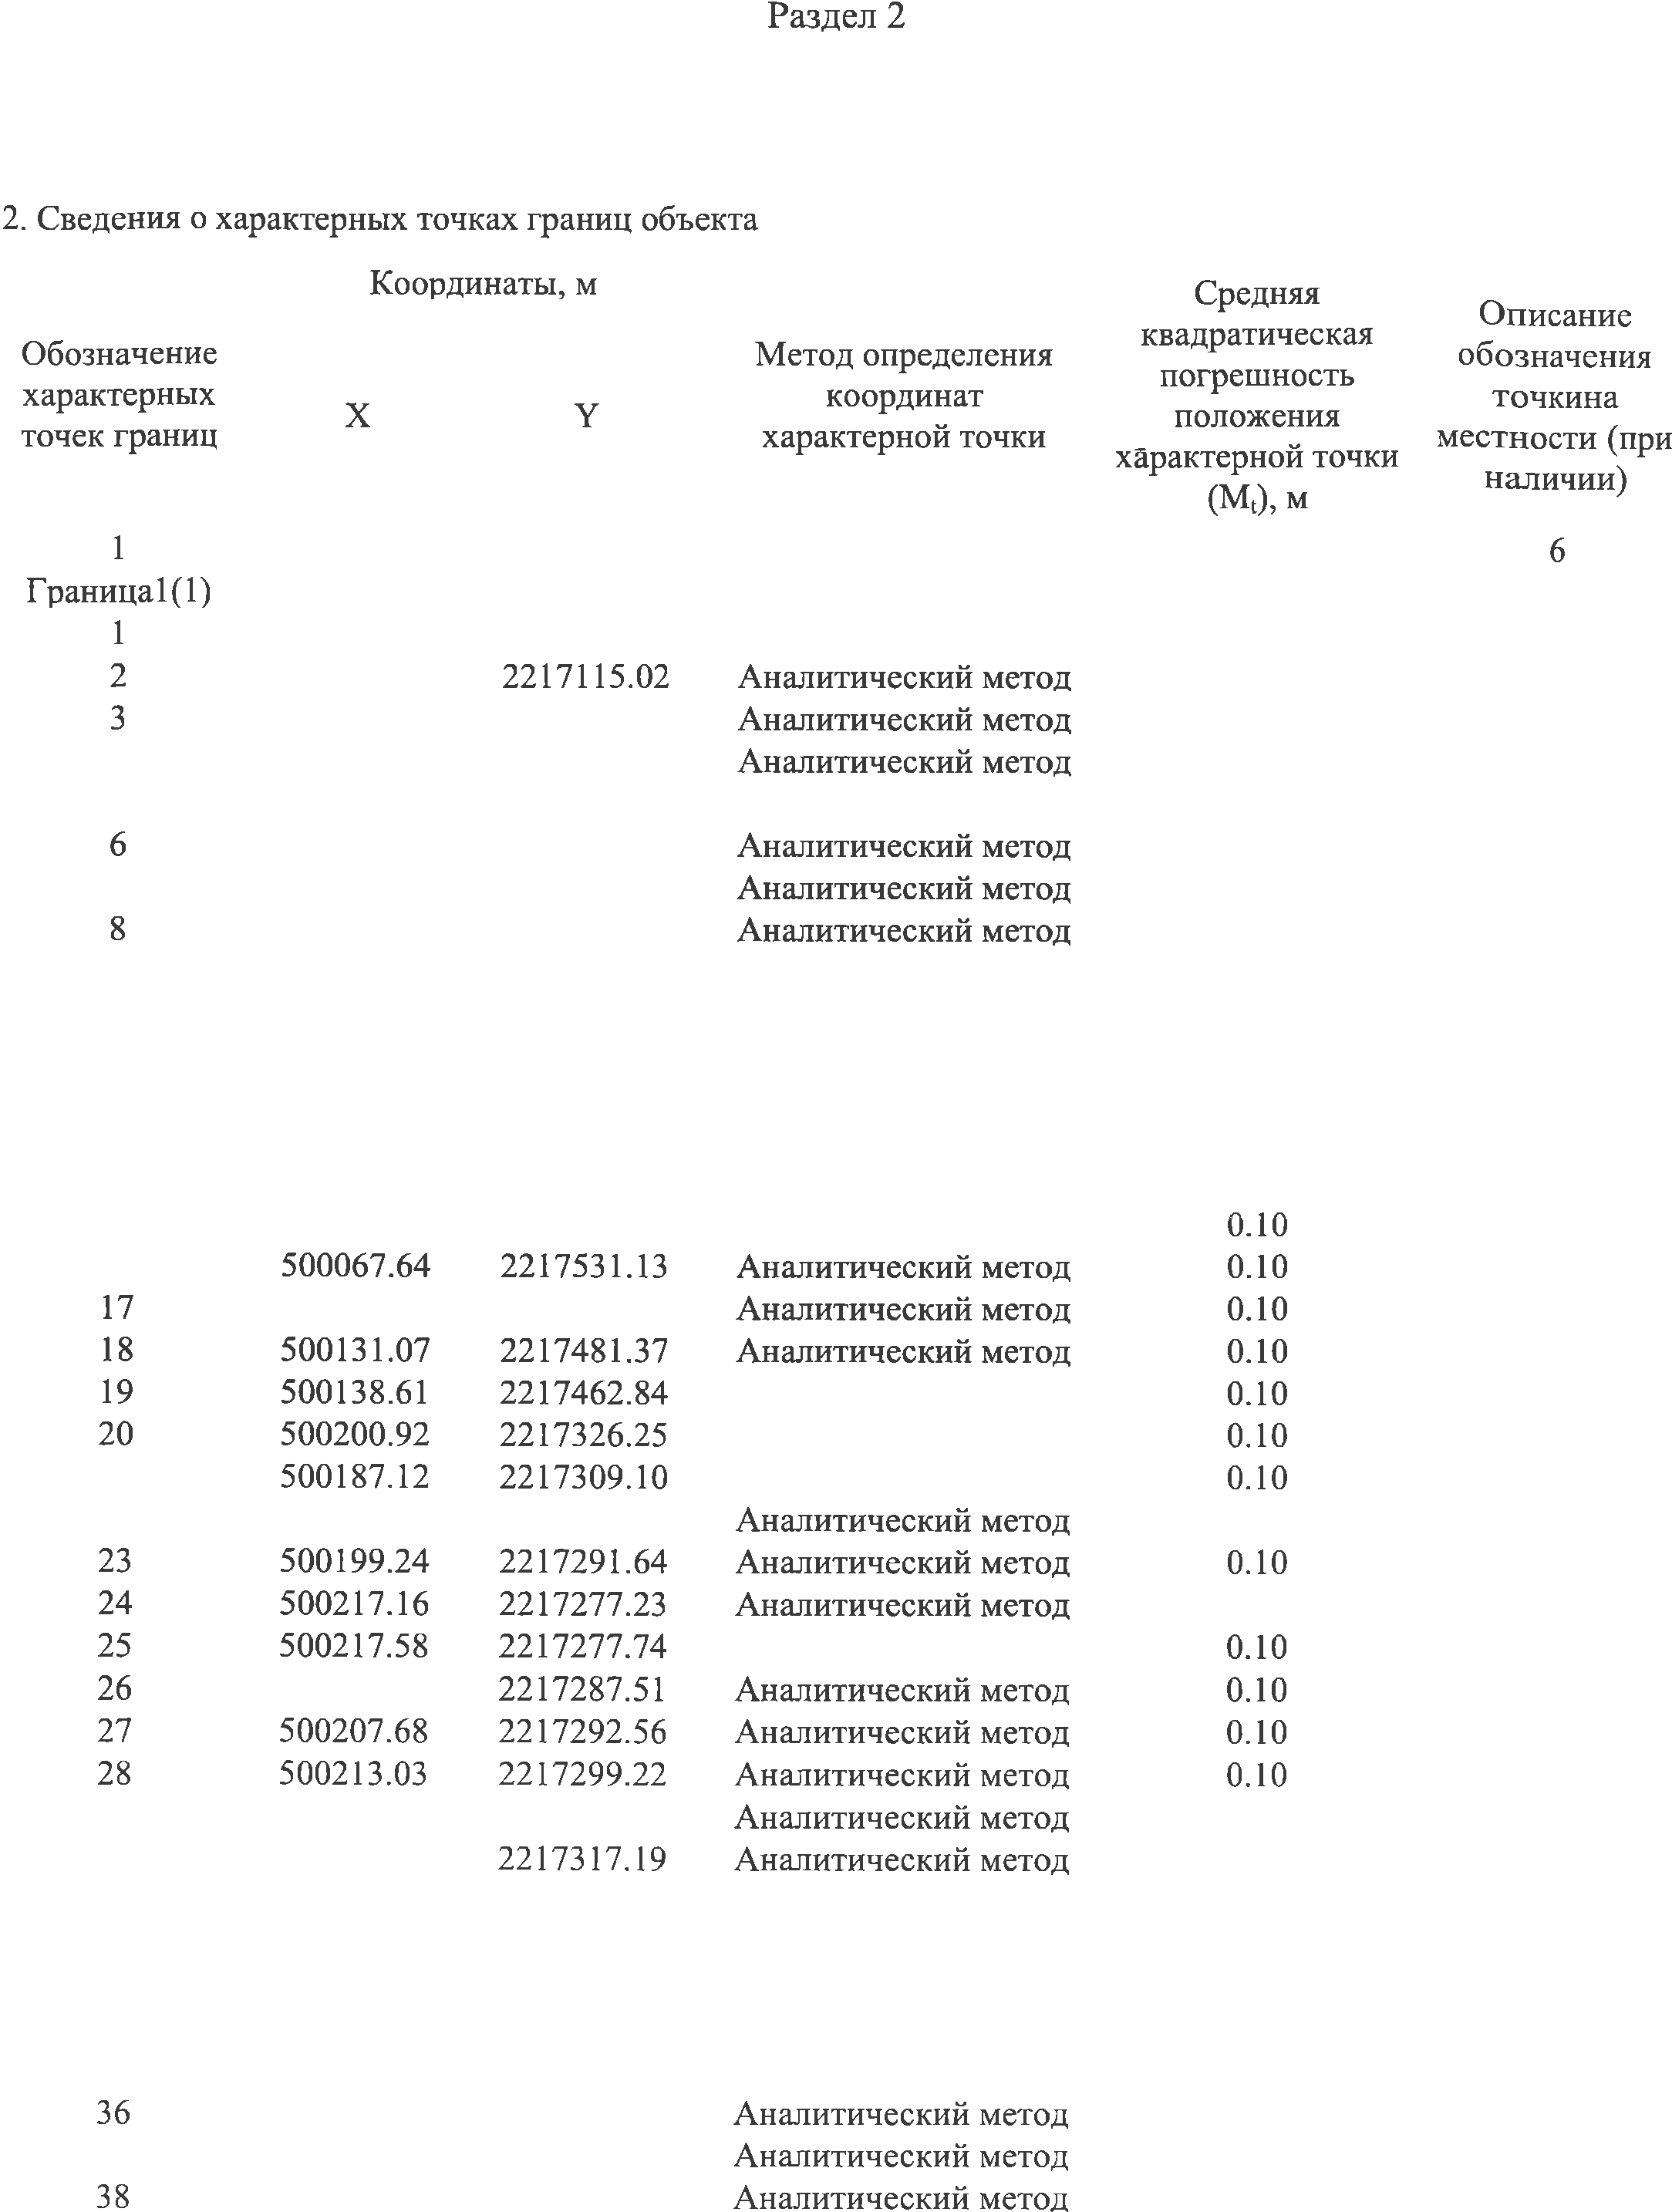 Раздел 2
2. Сведения о характерных точках границ объекта
Обозначение характерных точек границ
Координаты, м
X Y
Метод определения координат характерной точки
Средняя квадратическая погрешность положения характерной точки (Mt), м
Описание обозначения точкина местности (при наличии)
1 6
Граница1(1)
1
2 2217115.02 Аналитический метод
3 Аналитический метод
Аналитический метод
6 Аналитический метод
Аналитический метод
8 Аналитический метод
0.10
500067.64 2217531.13 Аналитический метод 0.10
17 Аналитический метод 0.10
18 500131.07 2217481.37 Аналитический метод 0.10
19 500138.61 2217462.84 0.10
20 500200.92 2217326.25 0.10
500187.12 2217309.10 0.10
Аналитический метод
23 500199.24 2217291.64 Аналитический метод 0.10
24 500217.16 2217277.23 Аналитический метод
25 500217.58 2217277.74 0.10
26 2217287.51 Аналитический метод 0.10
27 500207.68 2217292.56 Аналитический метод 0.10
28 500213.03 2217299.22 Аналитический метод 0.10
Аналитический метод
2217317.19 Аналитический метод
36 Аналитический метод
Аналитический метод
38 Аналитический метод